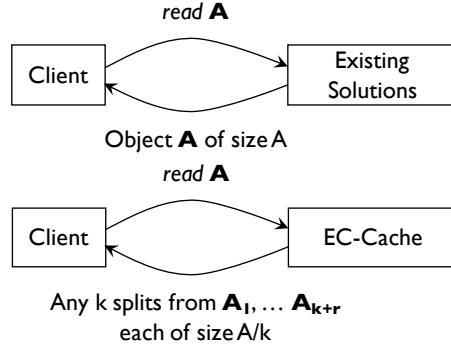 read A
Client
Existing
Solutions
Object A of size A
read A
Client
EC-Cache
Any k splits from A1, … Ak+r
each of size A/k